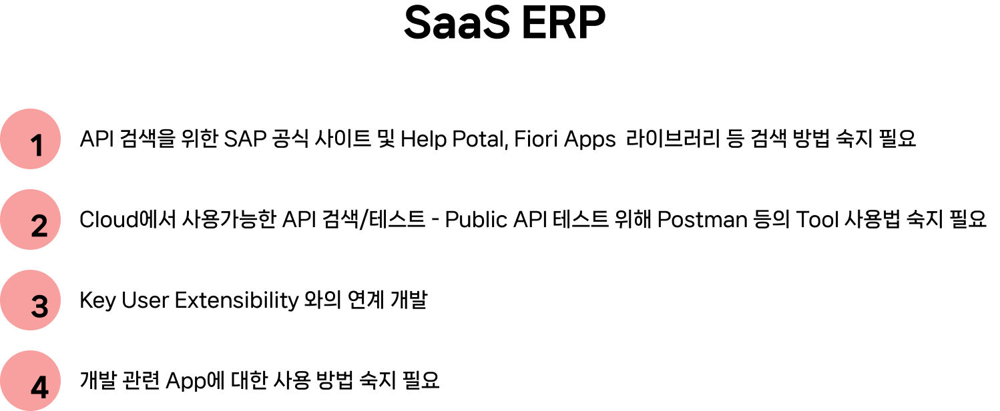 SaaS ERP
1 API 검색을 위한 SAP 공식 사이트 및 Help Potal, Fiori Apps 라이브러리 등 검색 방법 숙지 필요
2 Cloud에서 사용가능한 API 검색/테스트 - Public API 테스트 위해 Postman 등의 Tool 사용법 숙지 필요
3 Key User Extensibility 와의 연계 개발
4 개발 관련 App에 대한 사용 방법 숙지 필요